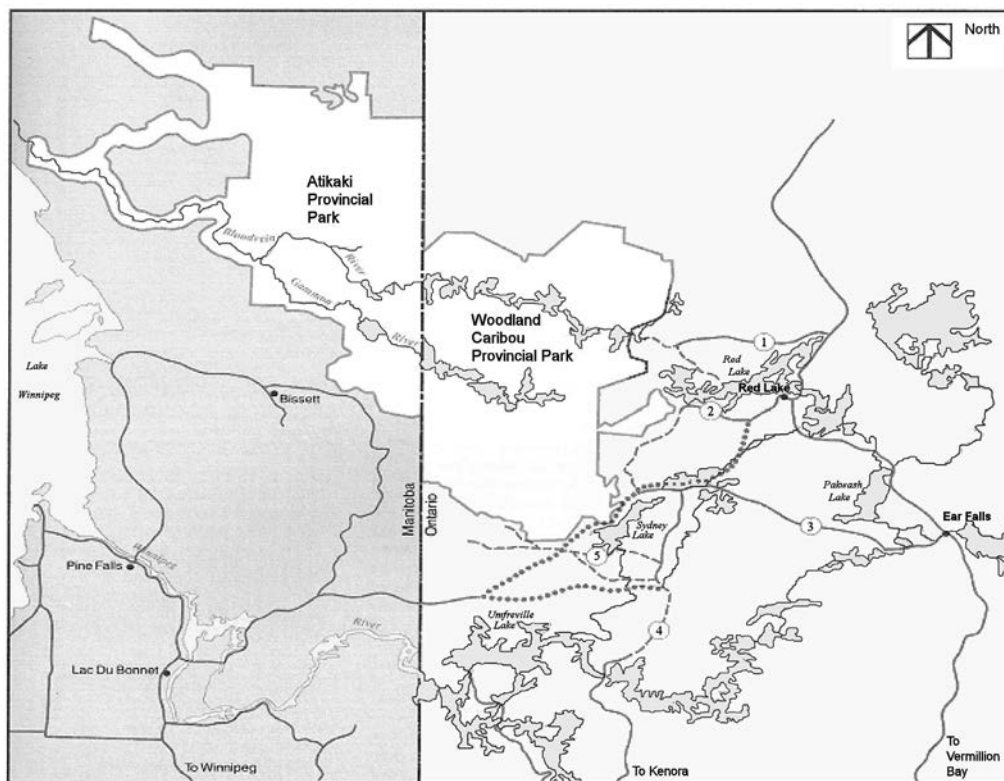 North
Atikaki
Provincial
Park
Bloodvein
River
Gammon
River
Woodland
Caribou
Provincial Park
1
Red
Lake
Red Lake
2
Lake
Winnipeg
Bissett
Manitoba
Ontario
Pakwash
Lake
Ear Falls
3
Sydney
Lake
5
Winnipeg
Pine Falls
Umfreville
Lake
4
River
Lac Du Bonnet
To Winnipeg
To Kenora
To
Vermillion
Bay